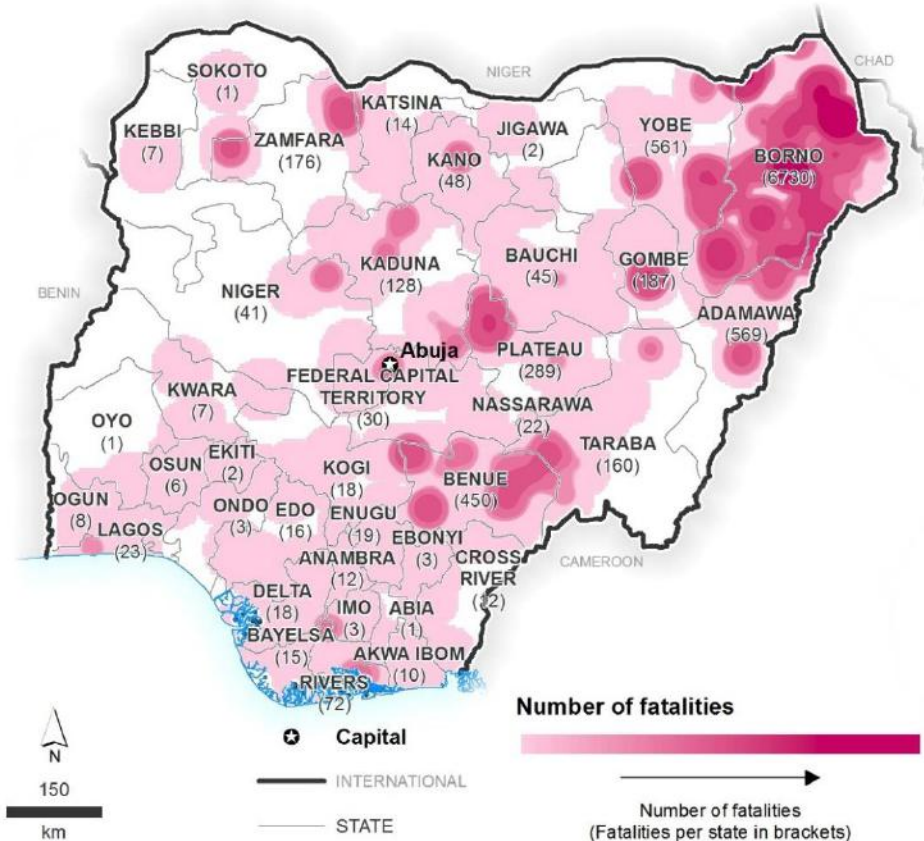 NIGER
CHAD
SOKOTO
(1)
KATSINA
(14)
KEBBI
(7)
ZAMFARA
(176)
JIGAWA
(2)
YOBE
(561)
KANO
(48)
BORNO
(6730)
BAUCHI
(45)
GOMBE
(187)
KADUNA
(128)
NIGER
(41)
BENIN
ADAMAWA
(569)
Abuja
PLATEAU
(289)
FEDERAL CAPITAL
TERRITORY
(30)
KWARA
(7)
NASSARAWA
(22)
OYO
(1)
TARABA
(160)
EKITI
(2)
OSUN
(6)
KOGI
(18)
BENUE
(450)
OGUN
(8)
ONDO
(3)
EDO
(16)
ENUGU
(19)
LAGOS
(23)
EBONYI
(3)
ANAMBRA
(12)
CROSS
RIVER
(12)
CAMEROON
DELTA
(18)
IMO
(3)
ABIA
(1)
BAYELSA
(15)
AKWA IBOM
(10)
RIVERS
(72)
Number of fatalities
Capital
N
INTERNATIONAL
150
km
STATE
Number of fatalities
(Fatalities per state in brackets)